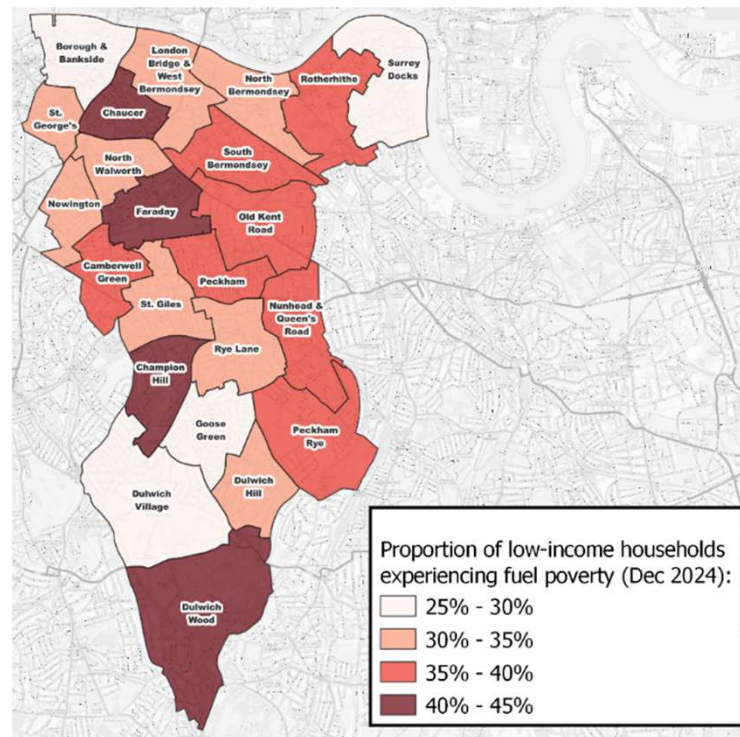 Borough &
Bankside
London
Bridge &
West
Bermondsey
North
Bermondsey
Rotherhithe
Surrey
Docks
St.
George's
Chaucer
North
Walworth
South
Bermondsey
Newington
Faraday
Old Kent
Road
Camberwell
Green
Peckham
St. Giles
Nunhead &
Queen's
Road
Rye Lane
Champion
Hill
Goose
Green
Peckham
Rye
Dulwich
Village
Dulwich
Hill
Dulwich
Wood
Proportion of low-income households
experiencing fuel poverty (Dec 2024):
25% - 30%
30% - 35%
35% - 40%
40% - 45%